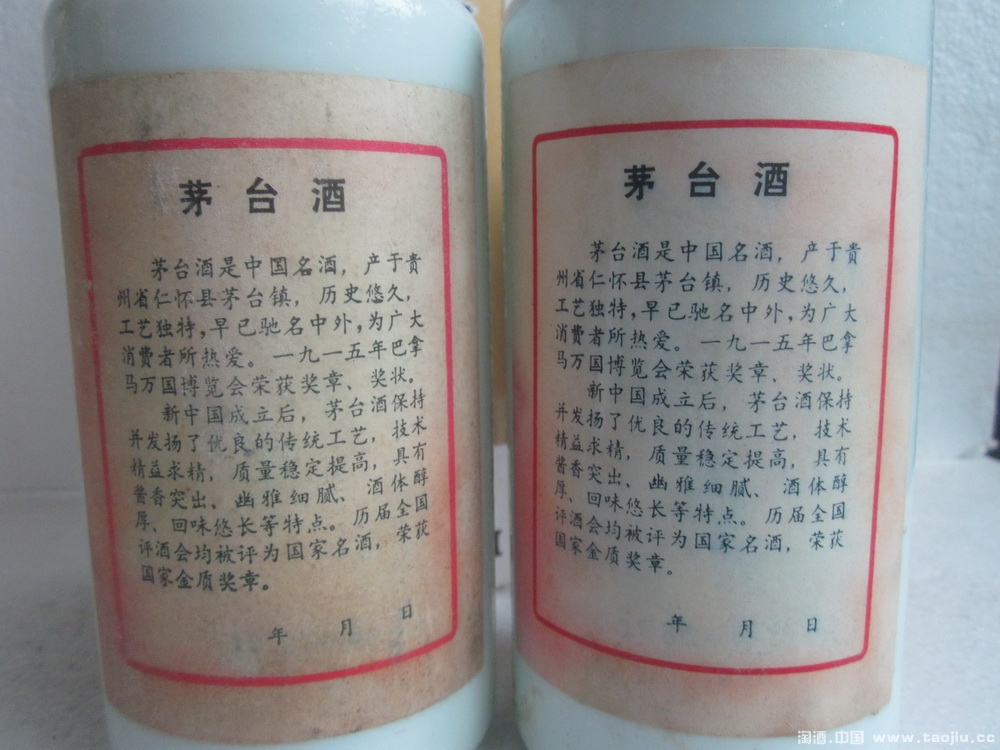 茅台酒
茅台酒是中国名酒，产于贵
州省仁怀县茅台镇，历史悠久，
工艺独特，早已驰名中外，为广大
消费者所热爱。一九一五年巴拿
马万国博览会荣获奖章、奖状。
新中国成立后，茅台酒保持
并发扬了优良的传统工艺，技术
精益求精，质量稳定提高，具有
酱香突出、幽雅细腻、酒体醇
厚、回味悠长等特点。历届全国
评酒会均被评为国家名酒，荣获
国家金质奖章。
年 月 日
茅台酒
茅台酒是中国名酒，产于贵
州省仁怀县茅台镇，历史悠久，
工艺独特，早已驰名中外，为广大
消费者所热爱。一九一五年巴拿
马万国博览会荣获奖章、奖状。
新中国成立后，茅台酒保持
并发扬了优良的传统工艺，技术
精益求精，质量稳定提高，具有
酱香突出、幽雅细腻、酒体醇
厚、回味悠长等特点。历届全国
评酒会均被评为国家名酒，荣获
国家金质奖章。
年 月 日
淘酒.中国 www.taojiu.cc